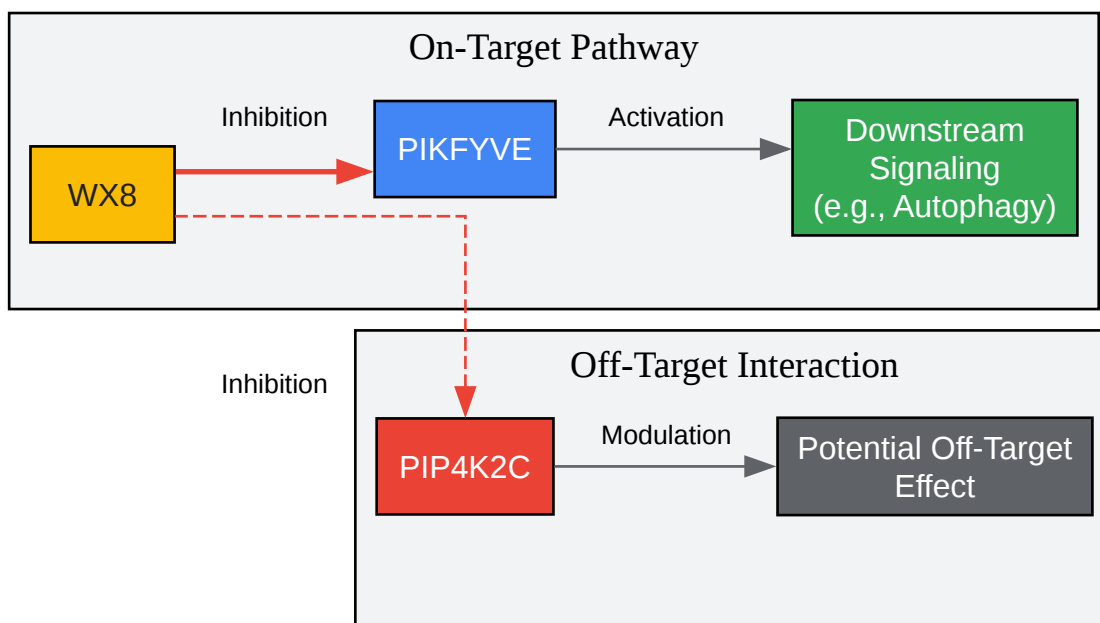 On-Target Pathway
Inhibition
Activation
WX8
PIKFYVE
Downstream
Signaling
(e.g., Autophagy)
Off-Target Interaction
Inhibition
Modulation
PIP4K2C
Potential Off-Target
Effect